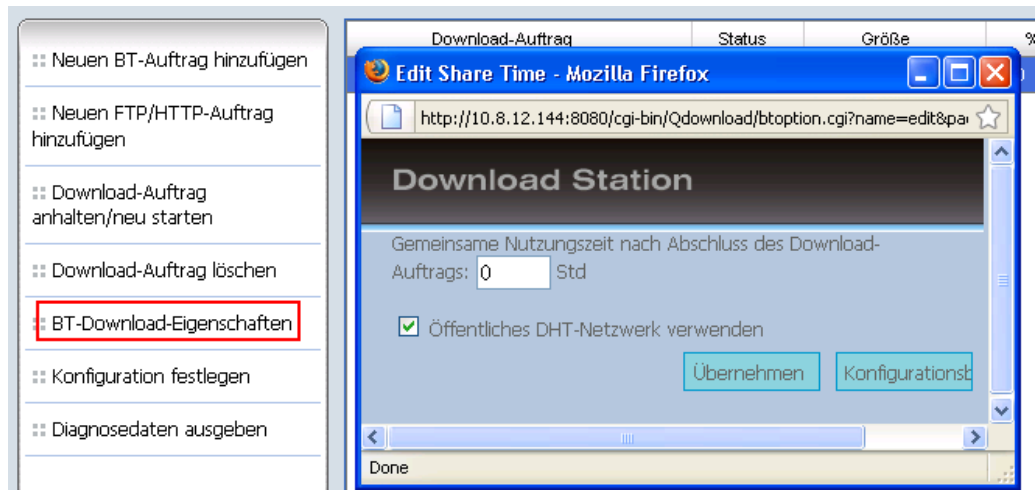 Neuen BT-Auftrag hinzufügen
Neuen FTP/HTTP-Auftrag
hinzufügen
Download-Auftrag
anhalten/neu starten
Download-Auftrag löschen
BT-Download-Eigenschaften
Konfiguration festlegen
Diagnosedaten ausgeben
Download-Auftrag Status Größe %
Edit Share Time - Mozilla Firefox
http://10.8.12.144:8080/cgi-bin/Qdownload/btoption.cgi?name=edit&pa
Download Station
Gemeinsame Nutzungszeit nach Abschluss des Download-
Auftrags: 0 Std
Öffentliches DHT-Netzwerk verwenden
Übernehmen Konfigurationsb
Done